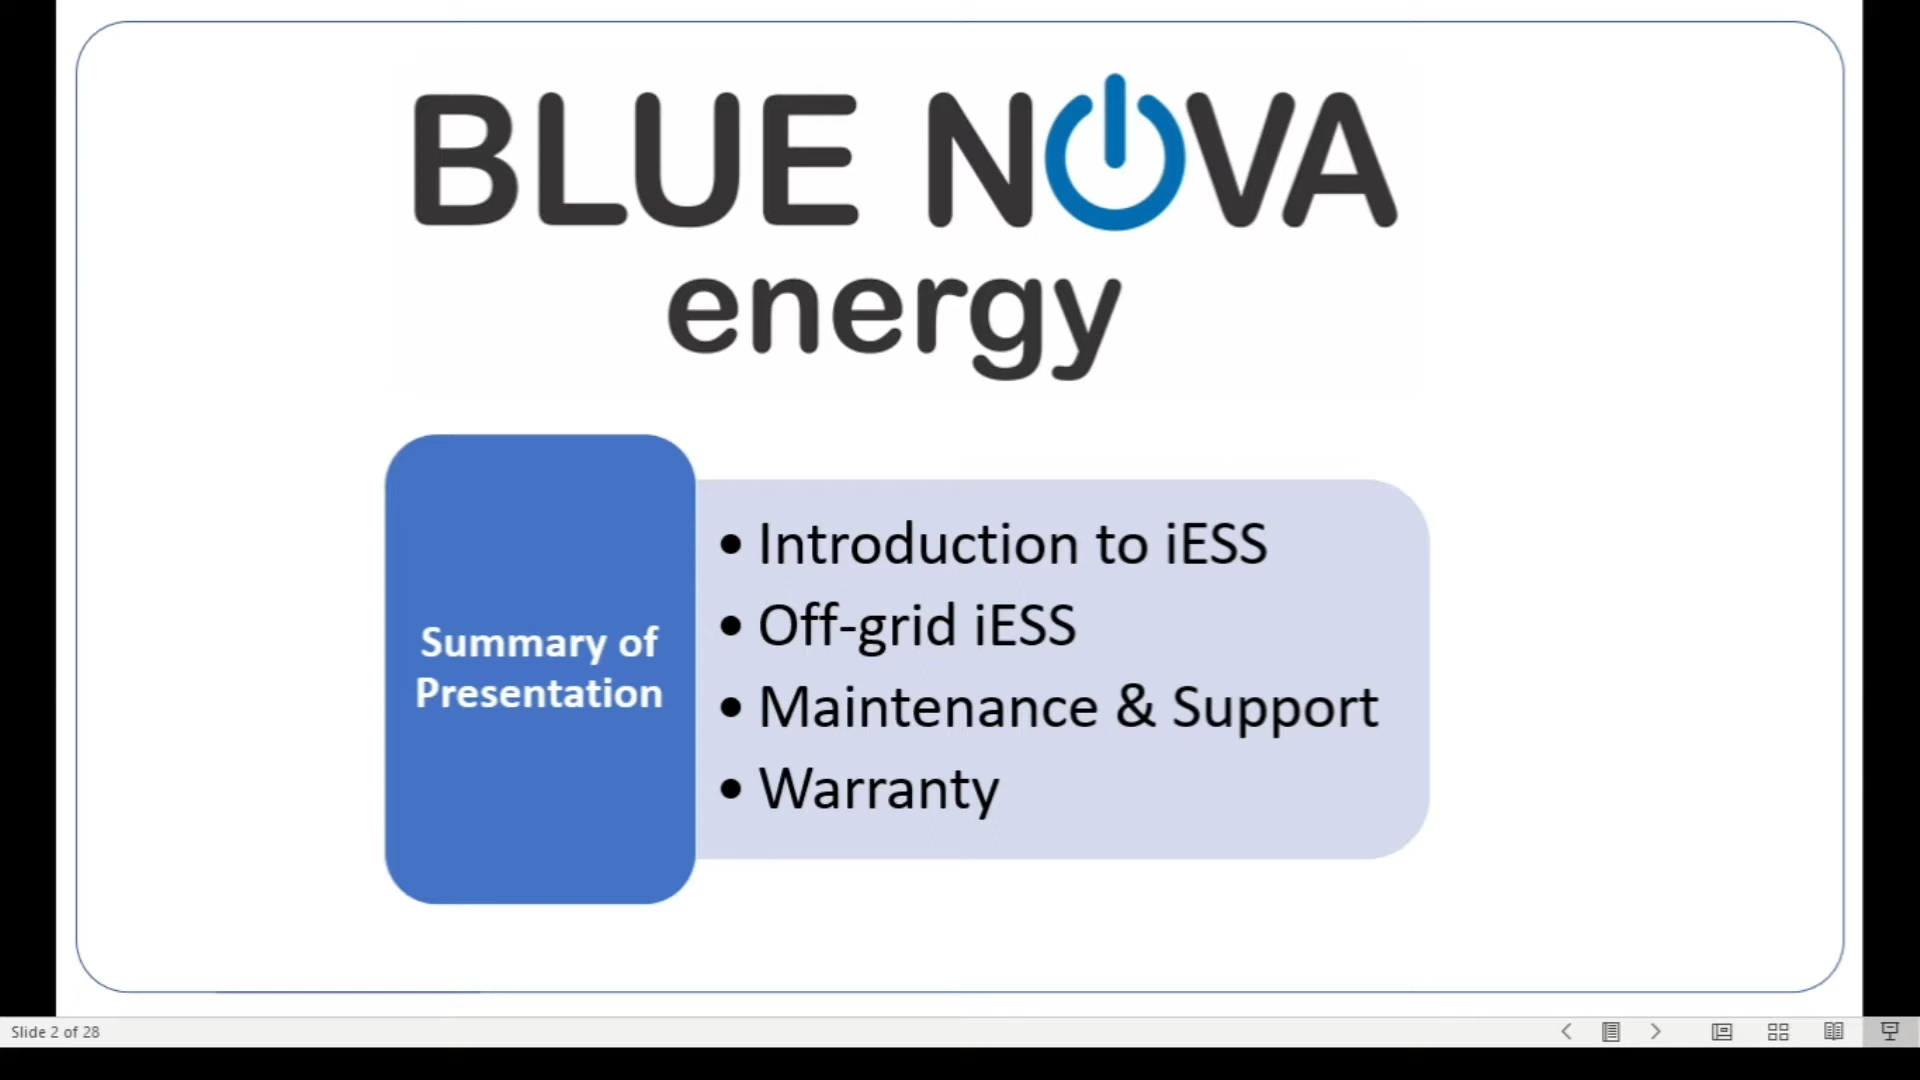 BLUE NOVA
energy
Summary of
Presentation
• Introduction to iESS
• Off-grid iESS
• Maintenance & Support
• Warranty
Slide 2 of 28